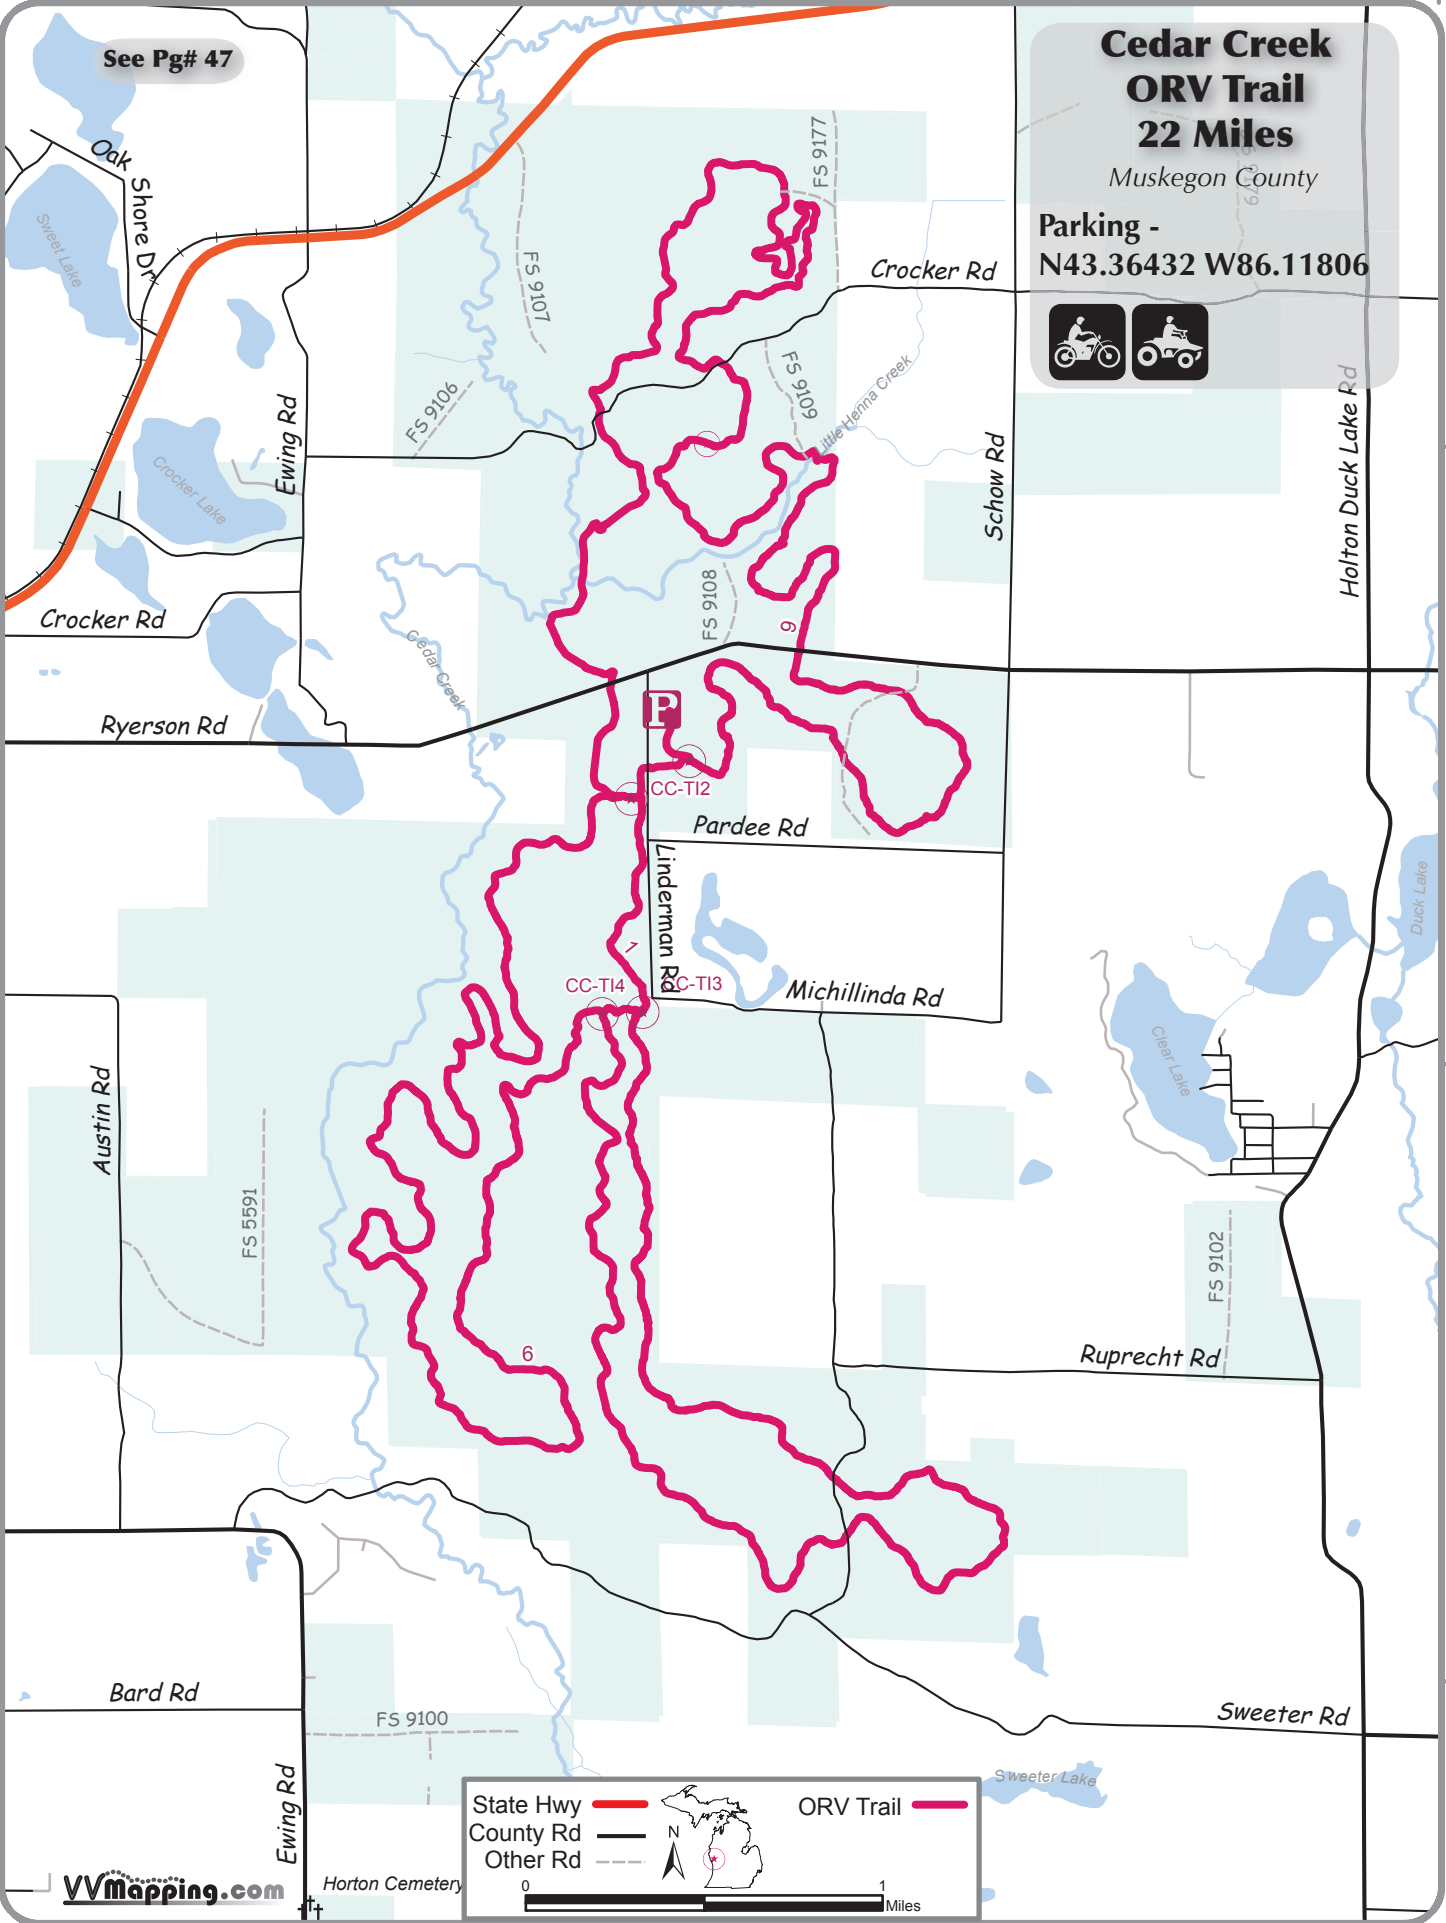 See Pg# 47
Cedar Creek
ORV Trail
22 Miles
Muskegon County
Parking -
N43.36432 W86.11806
Oak Shore Dr
Sweet Lake
FS 9177
FS 9107
Crocker Rd
FS 9106
FS 9109
Little Henna Creek
Ewing Rd
Crocker Lake
Schow Rd
Holton Duck Lake Rd
Crocker Rd
FS 9108
Cedar Creek
9
Ryerson Rd
P
CC-TI2
Pardee Rd
Linderman Rd
Duck Lake
1
CC-TI4
CC-TI3
Michillinda Rd
Clear Lake
Austin Rd
FS 5591
FS 9102
6
Ruprecht Rd
Bard Rd
FS 9100
Sweeter Rd
Sweeter Lake
Ewing Rd
State Hwy
ORV Trail
County Rd
N
Other Rd
0
1
Miles
VVMapping.com
Horton Cemetery